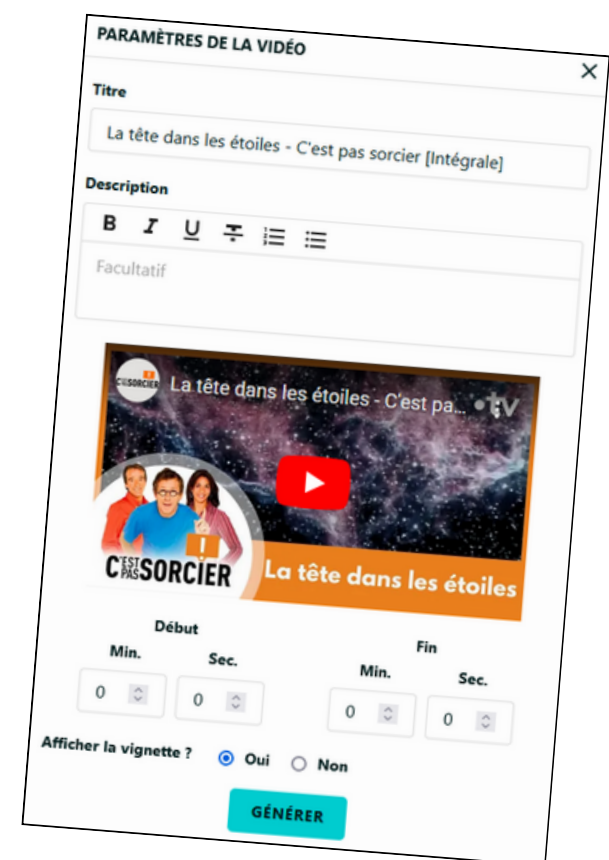 PARAMÈTRES DE LA VIDÉO
Titre
La tête dans les étoiles - C'est pas sorcier [Intégrale]
Description
B I U
Facultatif
C'EST PAS SORCIER La tête dans les étoiles - C'est pa... •tv
C'EST PAS SORCIER !
La tête dans les étoiles
Début Fin
Min. Sec. Min. Sec.
0 0 0 0
Afficher la vignette ? Oui Non
GÉNÉRER